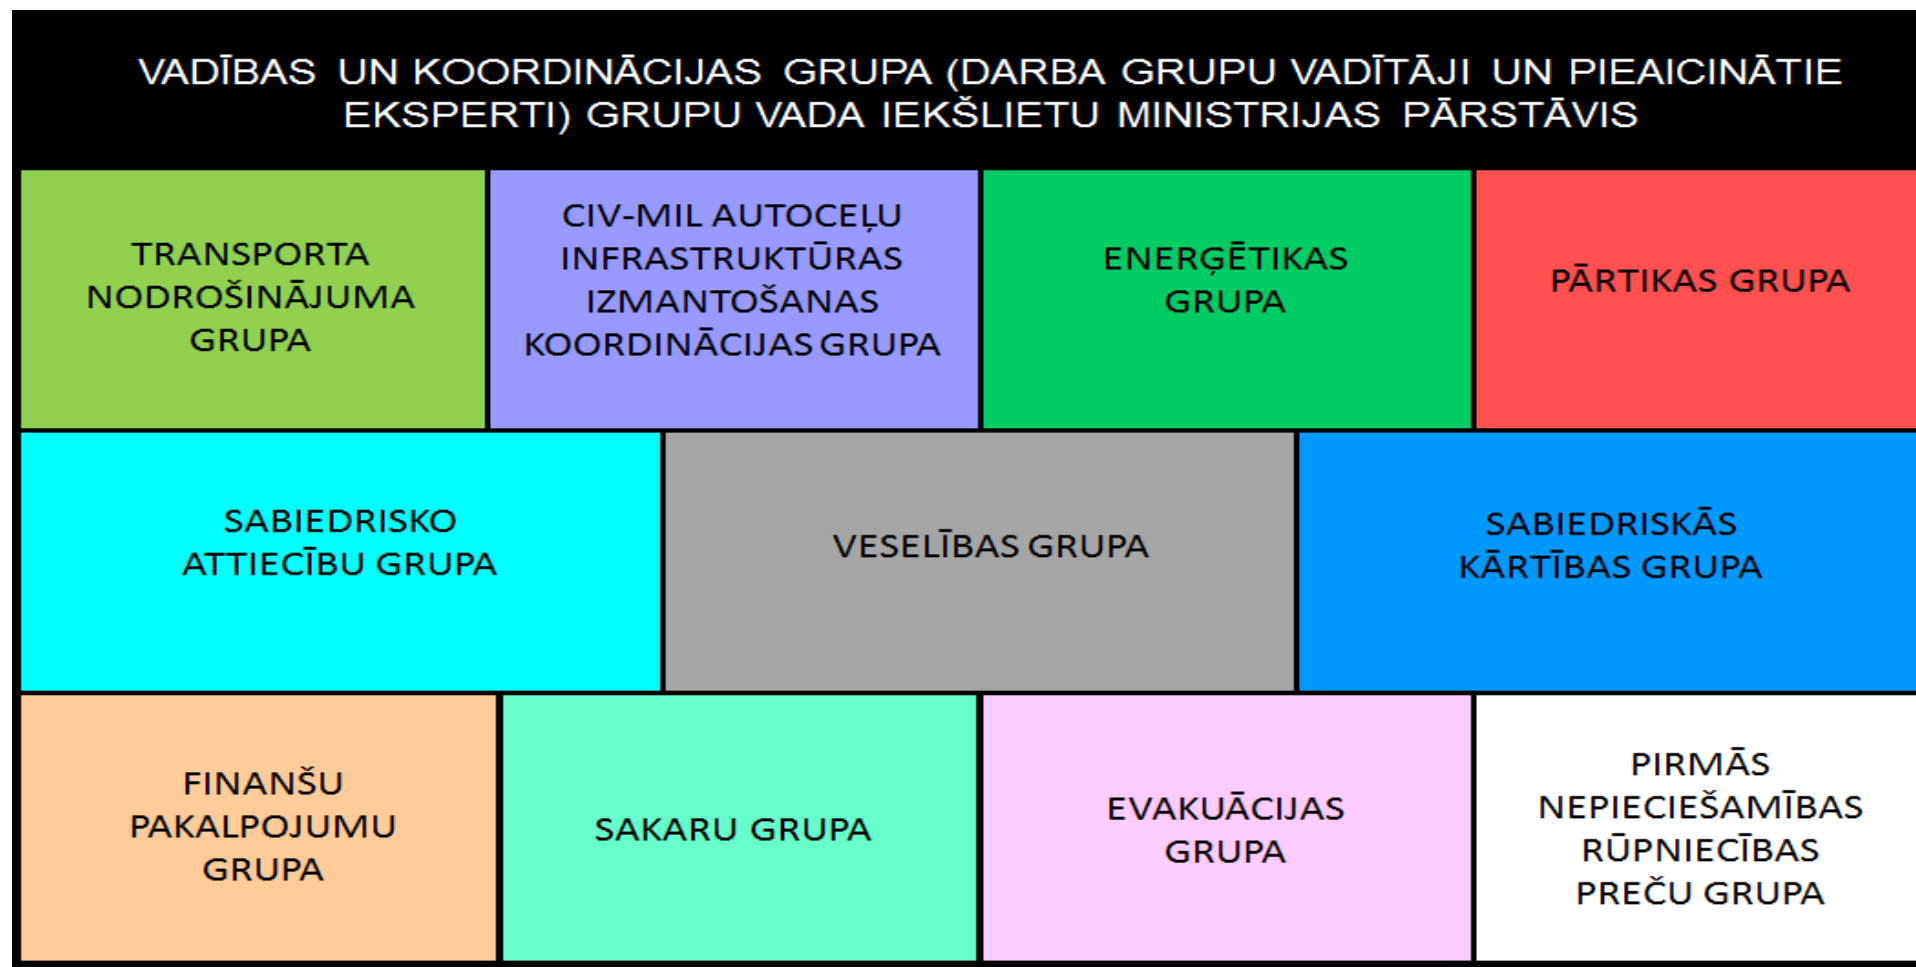 VADĪBAS UN KOORDINĀCIJAS GRUPA (DARBA GRUPU VADĪTĀJI UN PIEAICINĀTIE
EKSPERTI) GRUPU VADA IEKŠLIETU MINISTRIJAS PĀRSTĀVIS
TRANSPORTA
NODROŠINĀJUMA
GRUPA
CIV-MIL AUTOCEĻU
INFRASTRUKTŪRAS
IZMANTOŠANAS
KOORDINĀCIJAS GRUPA
ENERĢĒTIKAS
GRUPA
PĀRTIKAS GRUPA
SABIEDRISKO
ATTIECĪBU GRUPA
VESELĪBAS GRUPA
SABIEDRISKĀS
KĀRTĪBAS GRUPA
FINANŠU
PAKALPOJUMU
GRUPA
SAKARU GRUPA
EVAKUĀCIJAS
GRUPA
PIRMĀS
NEPIECIEŠAMĪBAS
RŪPNIECĪBAS
PREČU GRUPA